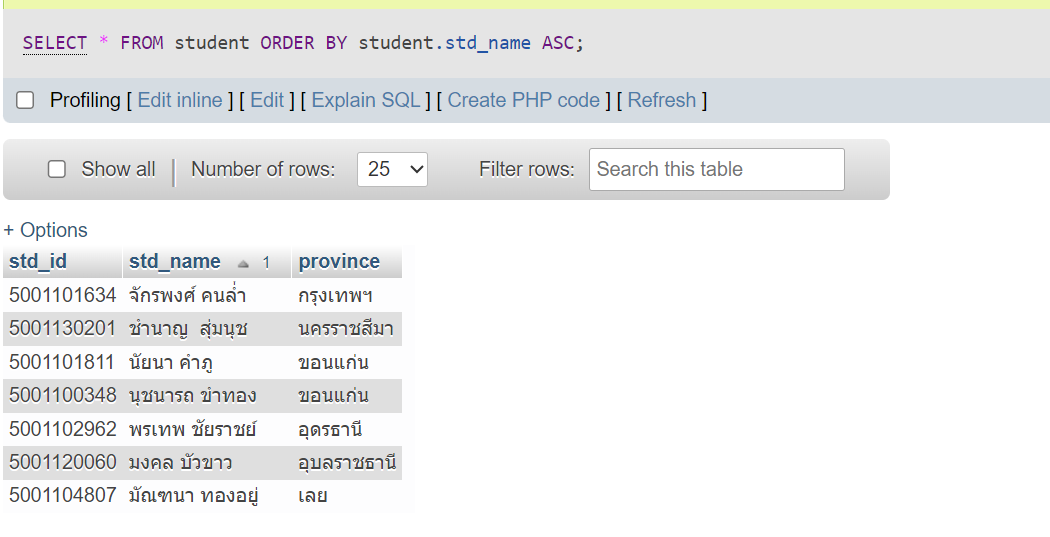 SELECT * FROM student ORDER BY student.std_name ASC;
Profiling [ Edit inline ] [ Edit ] [ Explain SQL ] [ Create PHP code ] [ Refresh ]
Show all | Number of rows: 25 Filter rows: Search this table
+ Options
std_id std_name 1 province
5001101634 จักรพงศ์ คนล่ำ กรุงเทพฯ
5001130201 ชำนาญ  สุ่มนุช นครราชสีมา
5001101811 นัยนา คำภู ขอนแก่น
5001100348 นุชนารถ ขำทอง ขอนแก่น
5001102962 พรเทพ ชัยราชย์ อุดรธานี
5001120060 มงคล บัวขาว อุบลราชธานี
5001104807 มัณฑนา ทองอยู่ เลย